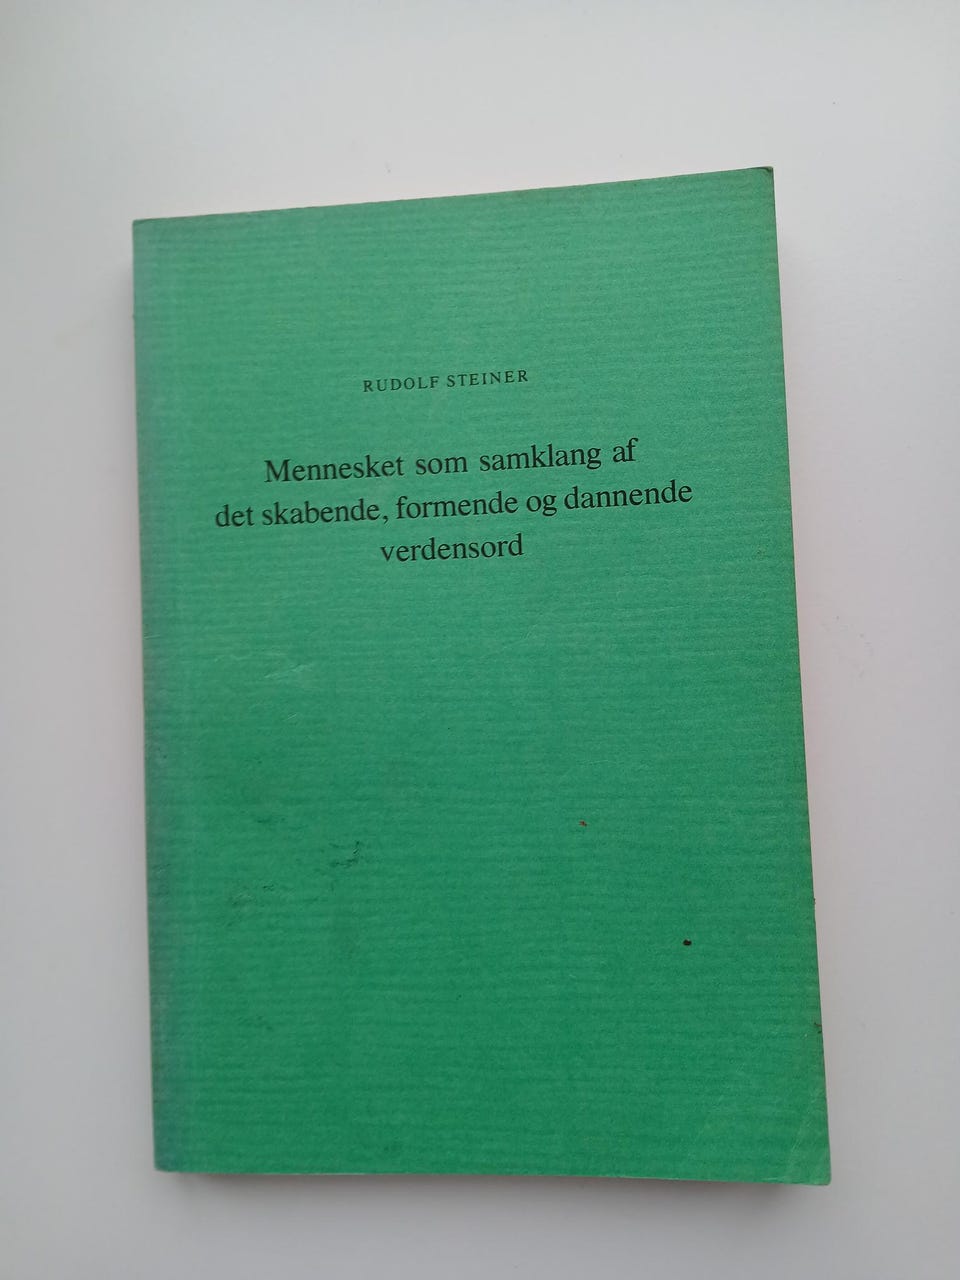 RUDOLF STEINER
Mennesket som samklang af
det skabende, formende og dannende
verdensord